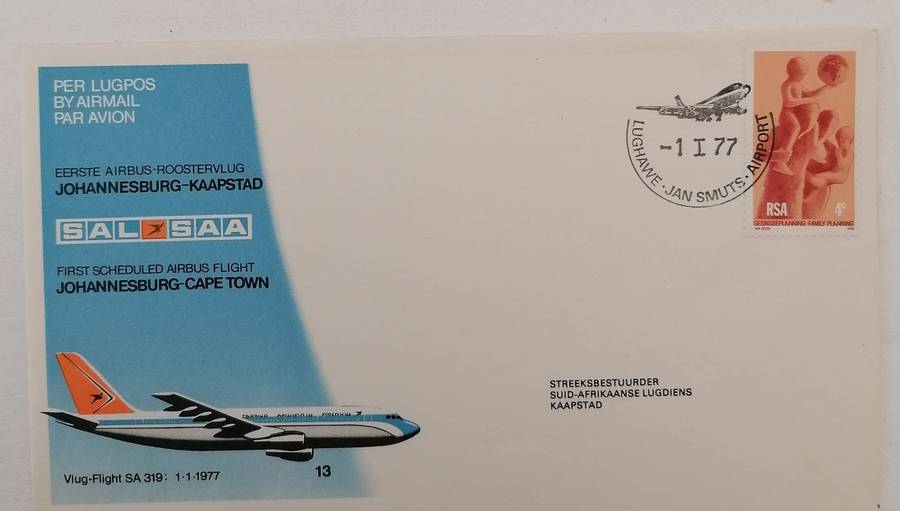 PER LUGPOS
BY AIRMAIL
PAR AVION
EERSTE AIRBUS-ROOSTERVLUG
JOHANNESBURG-KAAPSTAD
SAL SAA
FIRST SCHEDULED AIRBUS FLIGHT
JOHANNESBURG-CAPE TOWN
Vlug-Flight SA 319: 1·1·1977
13
LUGHAWE · JAN SMUTS · AIRPORT
-1 I 77
RSA 4c
GESINSBEPLANNING FAMILY PLANNING
STREEKSBESTUURDER
SUID-AFRIKAANSE LUGDIENS
KAAPSTAD